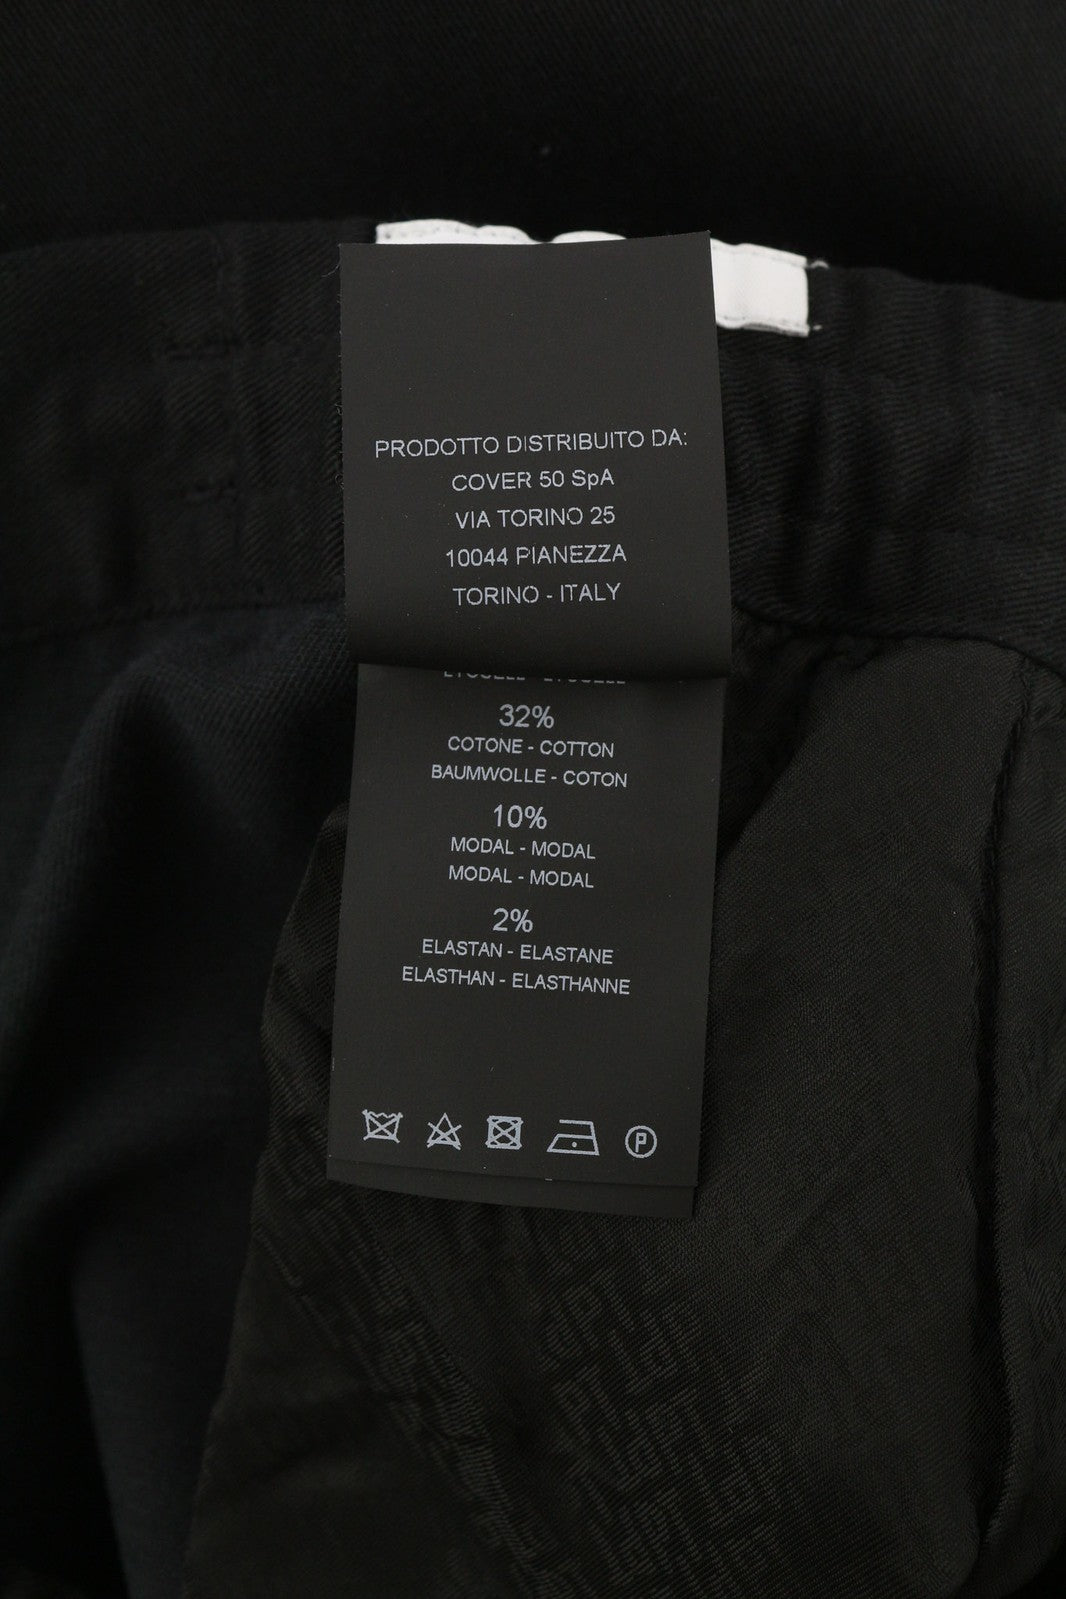 PRODOTTO DISTRIBUITO DA:
COVER 50 SpA
VIA TORINO 25
10044 PIANEZZA
TORINO - ITALY
32%
COTONE - COTTON
BAUMWOLLE - COTON
10%
MODAL - MODAL
MODAL - MODAL
2%
ELASTAN - ELASTANE
ELASTHAN - ELASTHANNE
P